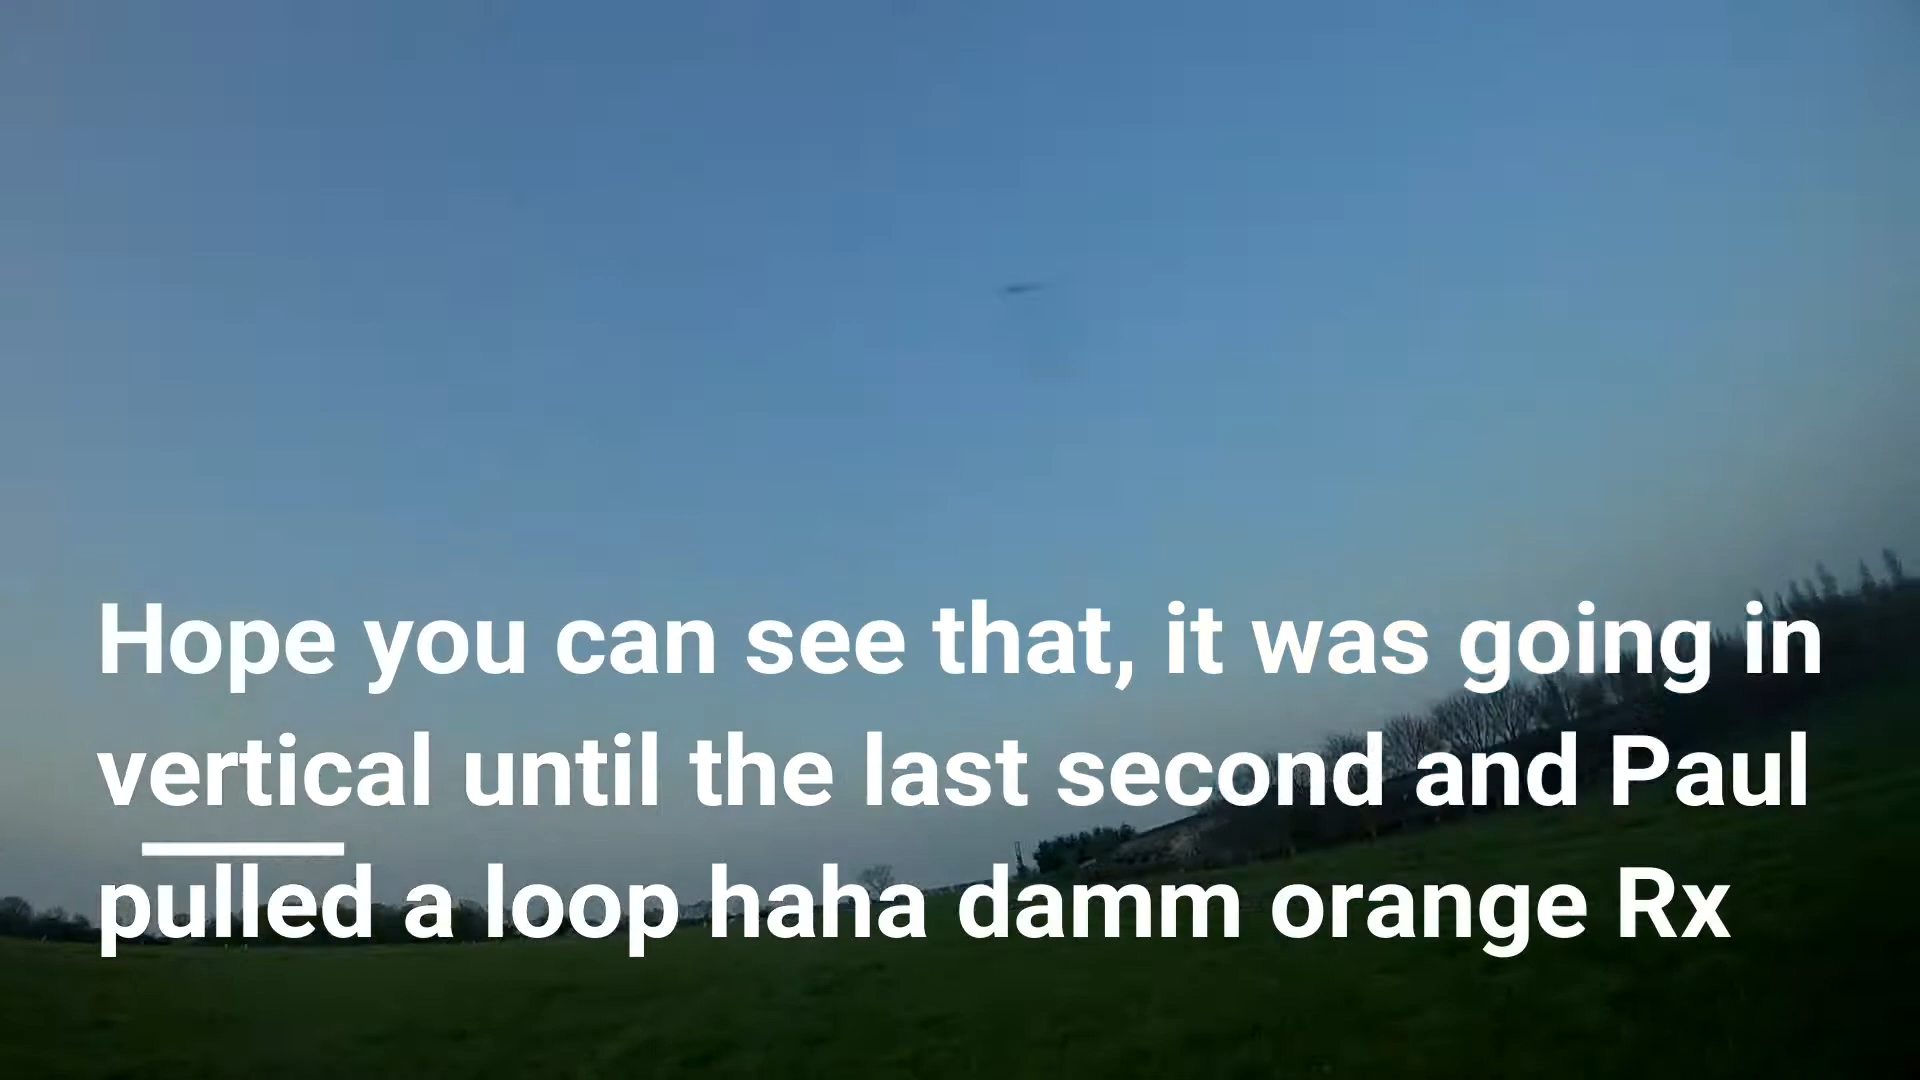 Hope you can see that, it was going in
vertical until the last second and Paul
pulled a loop haha damm orange Rx